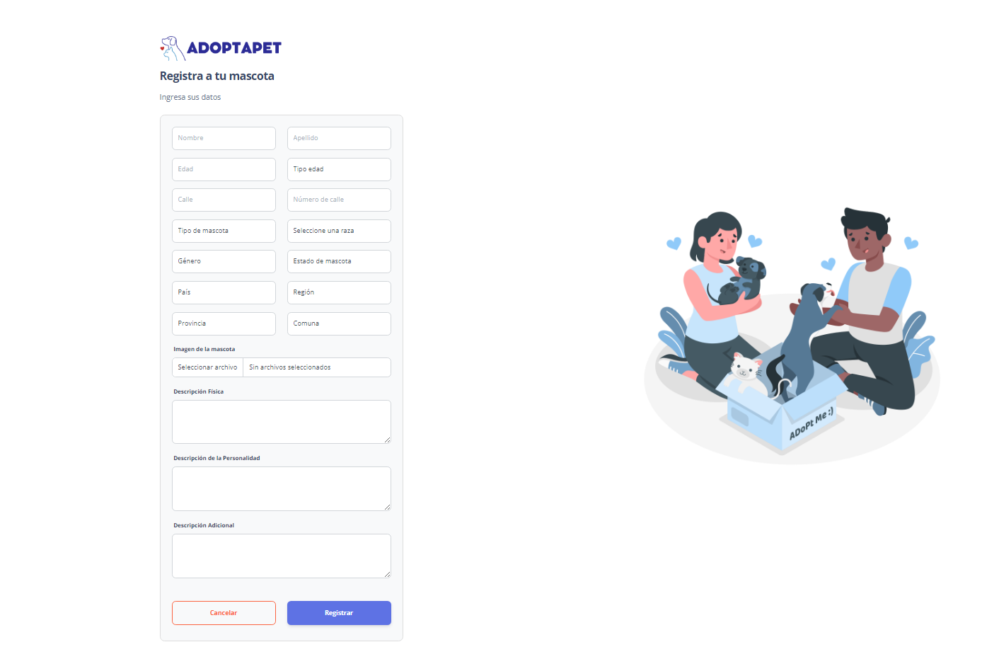 ADOPTAPET
Registra a tu mascota
Ingresa sus datos
Nombre
Apellido
Edad
Tipo edad
Calle
Número de calle
Tipo de mascota
Seleccione una raza
Género
Estado de mascota
País
Región
Provincia
Comuna
Imagen de la mascota
Seleccionar archivo
Sin archivos seleccionados
Descripción Física
Descripción de la Personalidad
Descripción Adicional
Cancelar
Registrar
ADoPt Me :)